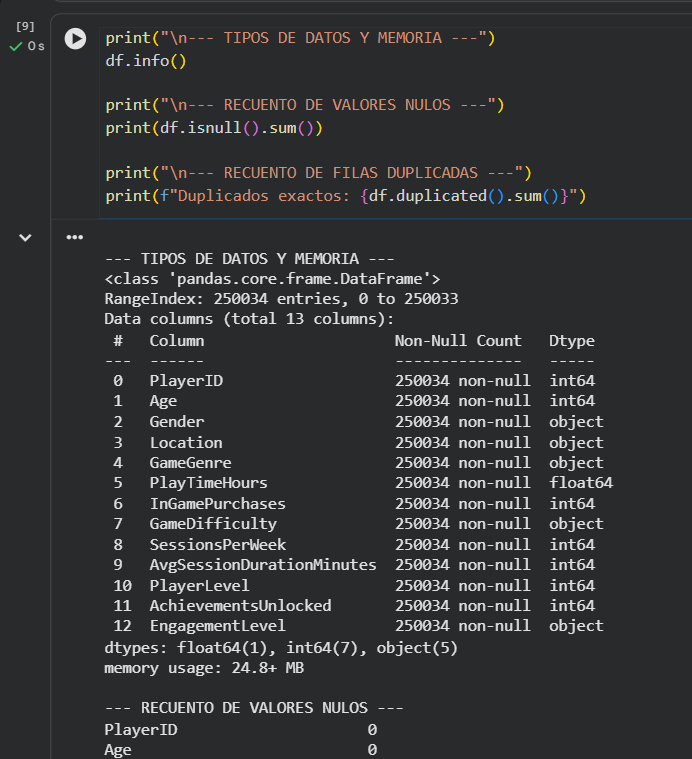 [9]
0 s
print("\n--- TIPOS DE DATOS Y MEMORIA ---")
df.info()
print("\n--- RECUENTO DE VALORES NULOS ---")
print(df.isnull().sum())
print("\n--- RECUENTO DE FILAS DUPLICADAS ---")
print(f"Duplicados exactos: {df.duplicated().sum()}")
--- TIPOS DE DATOS Y MEMORIA ---
<class 'pandas.core.frame.DataFrame'>
RangeIndex: 250034 entries, 0 to 250033
Data columns (total 13 columns):
 #   Column                     Non-Null Count   Dtype
---  ------                     --------------   -----
 0   PlayerID                   250034 non-null  int64
 1   Age                        250034 non-null  int64
 2   Gender                     250034 non-null  object
 3   Location                   250034 non-null  object
 4   GameGenre                  250034 non-null  object
 5   PlayTimeHours              250034 non-null  float64
 6   InGamePurchases            250034 non-null  int64
 7   GameDifficulty             250034 non-null  object
 8   SessionsPerWeek            250034 non-null  int64
 9   AvgSessionDurationMinutes  250034 non-null  int64
 10  PlayerLevel                250034 non-null  int64
 11  AchievementsUnlocked       250034 non-null  int64
 12  EngagementLevel            250034 non-null  object
dtypes: float64(1), int64(7), object(5)
memory usage: 24.8+ MB
--- RECUENTO DE VALORES NULOS ---
PlayerID                     0
Age                          0